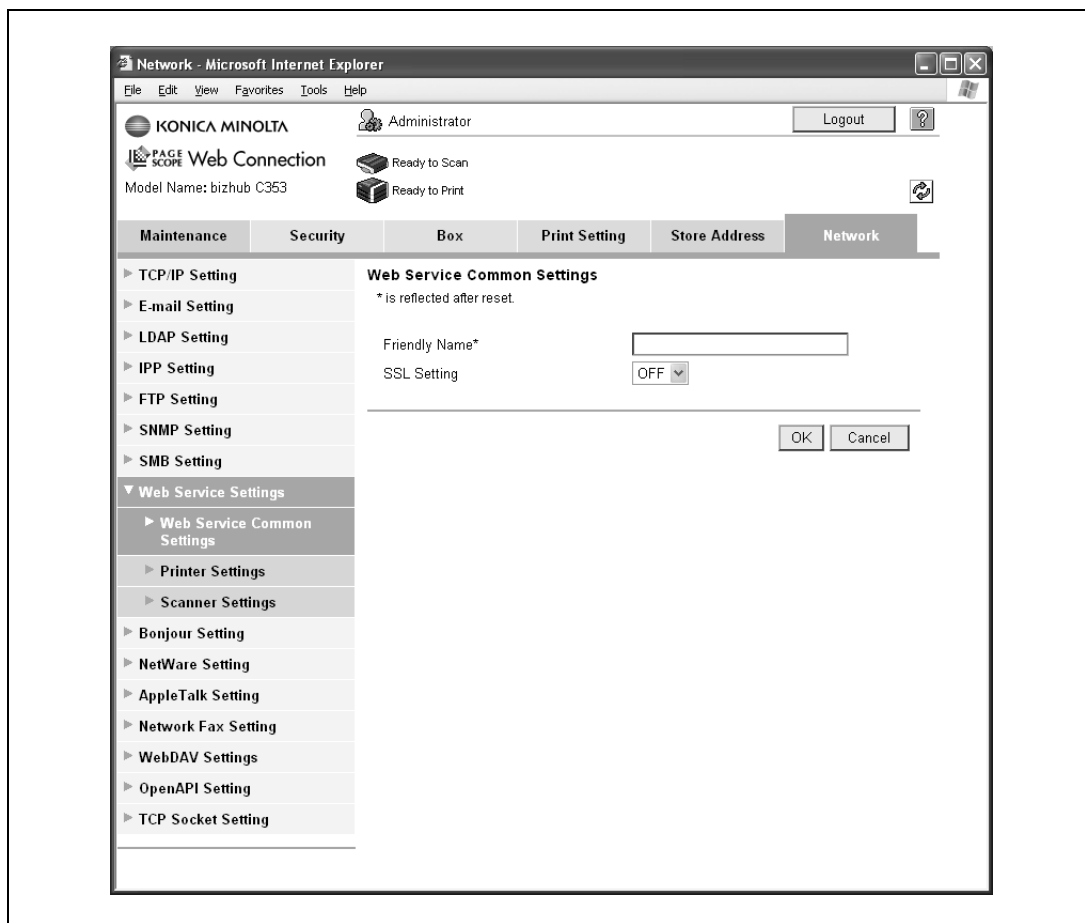 Network - Microsoft Internet Explorer
File Edit View Favorites Tools Help
KONICA MINOLTA
Administrator
Logout
?
PAGE SCOPE Web Connection
Ready to Scan
Model Name: bizhub C353
Ready to Print
Maintenance Security Box Print Setting Store Address Network
TCP/IP Setting
E-mail Setting
LDAP Setting
IPP Setting
FTP Setting
SNMP Setting
SMB Setting
Web Service Settings
Web Service Common
Settings
Printer Settings
Scanner Settings
Bonjour Setting
NetWare Setting
AppleTalk Setting
Network Fax Setting
WebDAV Settings
OpenAPI Setting
TCP Socket Setting
Web Service Common Settings
* is reflected after reset.
Friendly Name*
SSL Setting OFF
OK Cancel